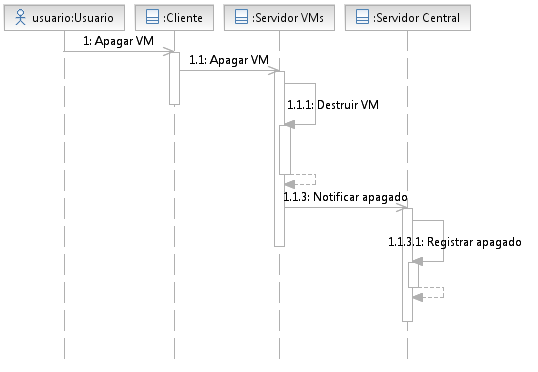 usuario:Usuario
:Cliente
:Servidor VMs
:Servidor Central
1: Apagar VM
1.1: Apagar VM
1.1.1: Destruir VM
1.1.3: Notificar apagado
1.1.3.1: Registrar apagado